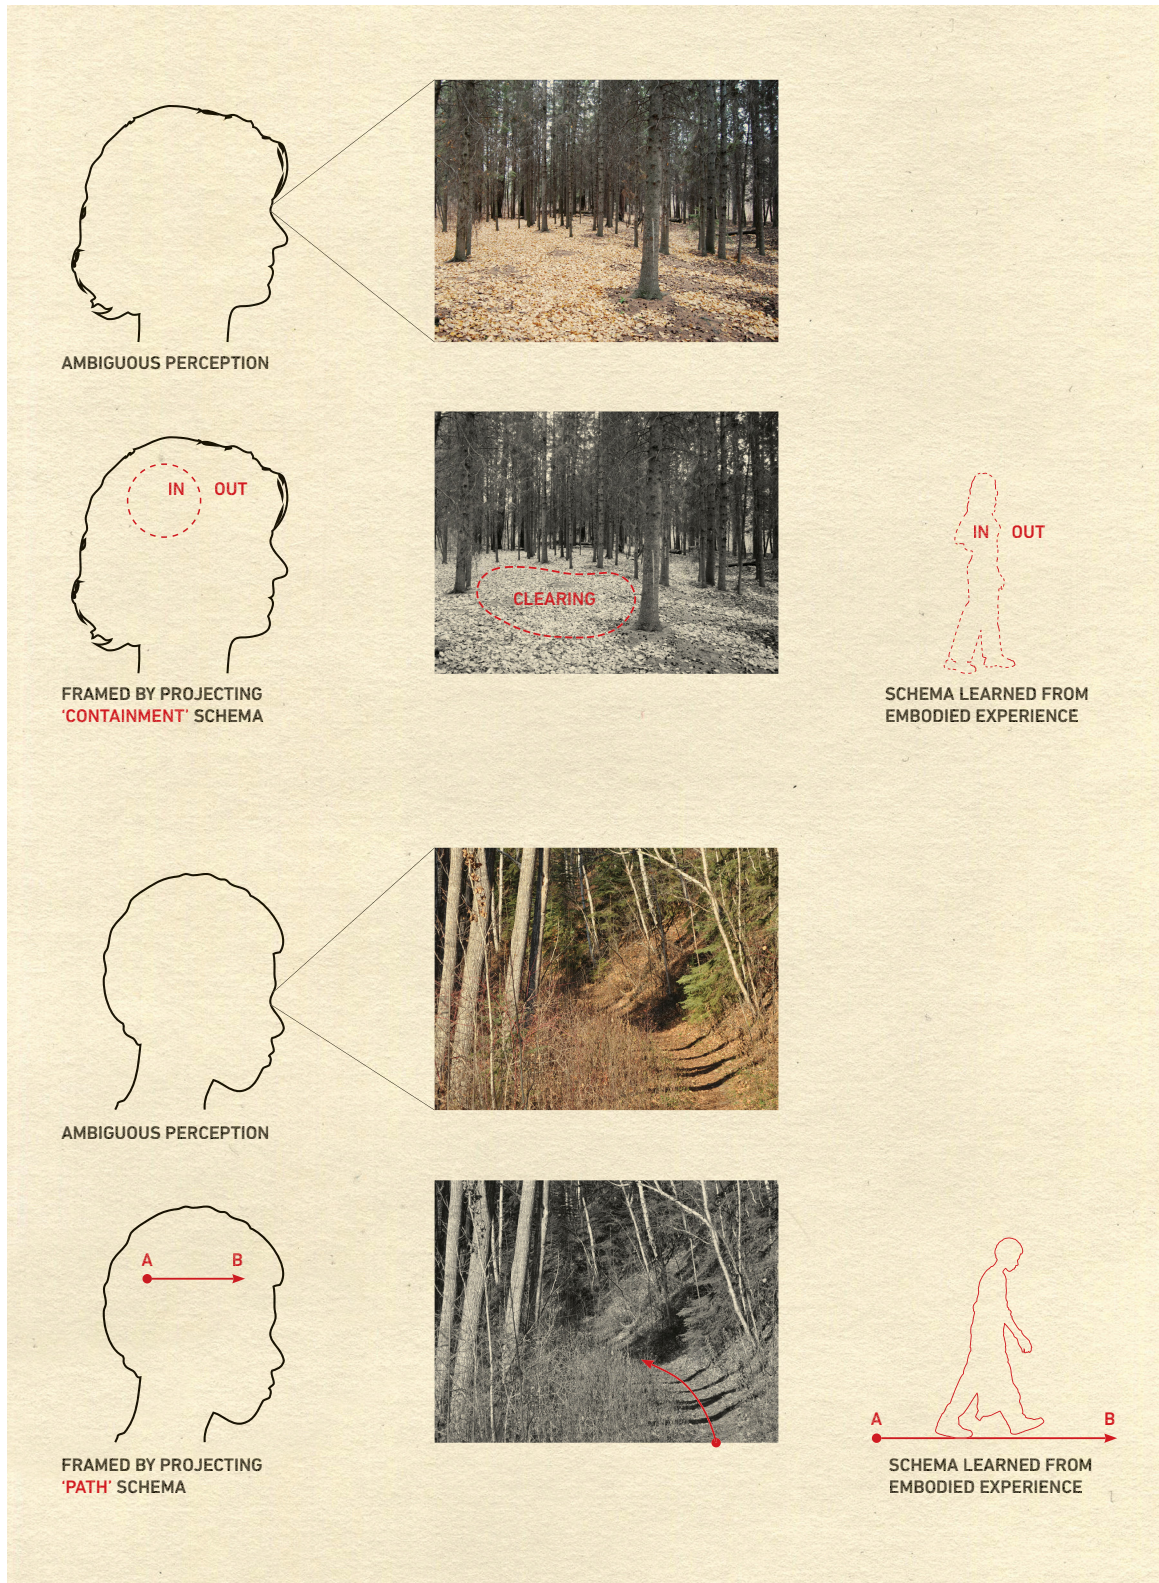 AMBIGUOUS PERCEPTION
IN OUT
CLEARING
IN OUT
FRAMED BY PROJECTING
‘CONTAINMENT’ SCHEMA
SCHEMA LEARNED FROM
EMBODIED EXPERIENCE
AMBIGUOUS PERCEPTION
A B
A B
FRAMED BY PROJECTING
‘PATH’ SCHEMA
SCHEMA LEARNED FROM
EMBODIED EXPERIENCE